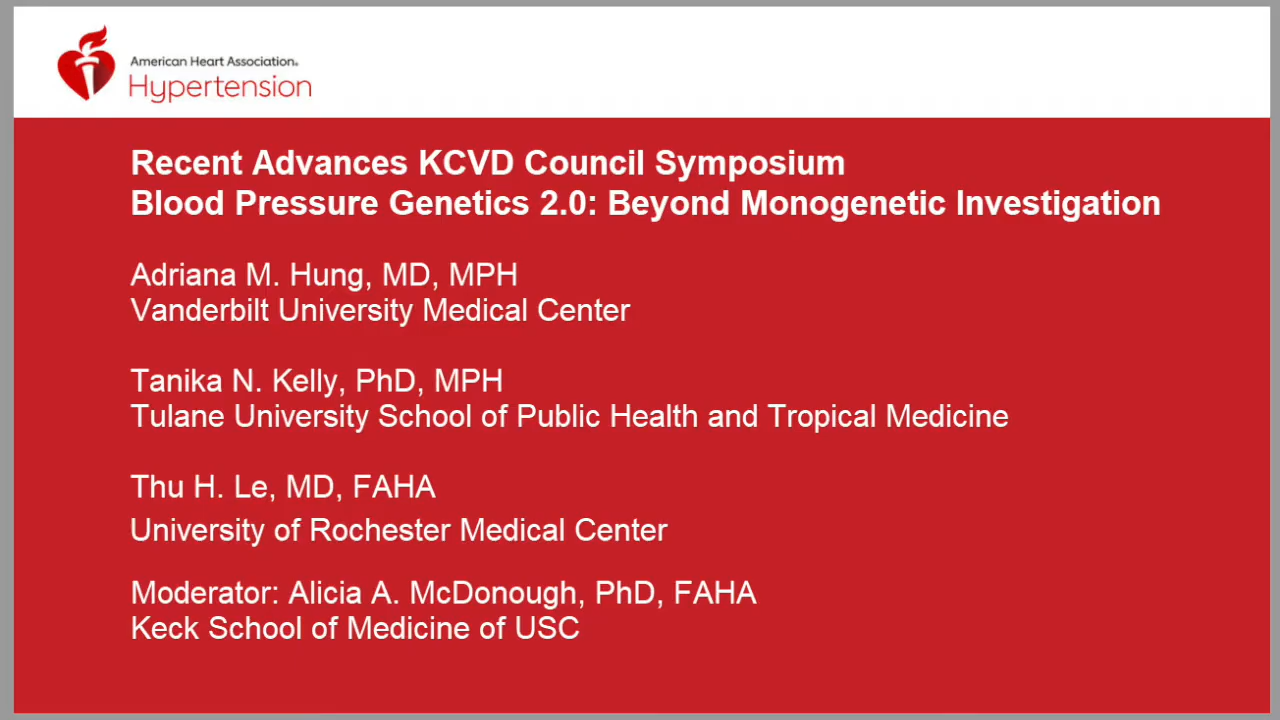 American Heart Association®
Hypertension
Recent Advances KCVD Council Symposium
Blood Pressure Genetics 2.0: Beyond Monogenetic Investigation
Adriana M. Hung, MD, MPH
Vanderbilt University Medical Center
Tanika N. Kelly, PhD, MPH
Tulane University School of Public Health and Tropical Medicine
Thu H. Le, MD, FAHA
University of Rochester Medical Center
Moderator: Alicia A. McDonough, PhD, FAHA
Keck School of Medicine of USC